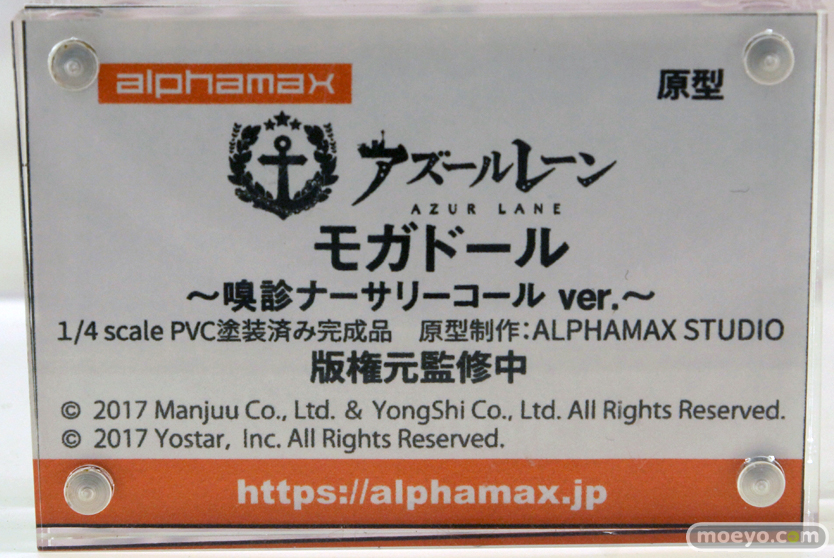 alphamax
原型
アズールレーン
AZUR LANE
モガドール
～嗅診ナーサリーコール ver.～
1/4 scale PVC塗装済み完成品 原型制作:ALPHAMAX STUDIO
版権元監修中
© 2017 Manjuu Co., Ltd. & YongShi Co., Ltd. All Rights Reserved.
© 2017 Yostar, Inc. All Rights Reserved.
https://alphamax.jp
moeyo.com